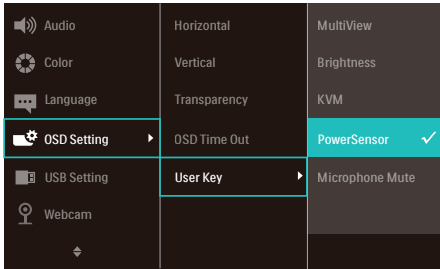 Audio
Color
Language
OSD Setting
USB Setting
Webcam
Horizontal
Vertical
Transparency
OSD Time Out
User Key
MultiView
Brightness
KVM
PowerSensor
Microphone Mute